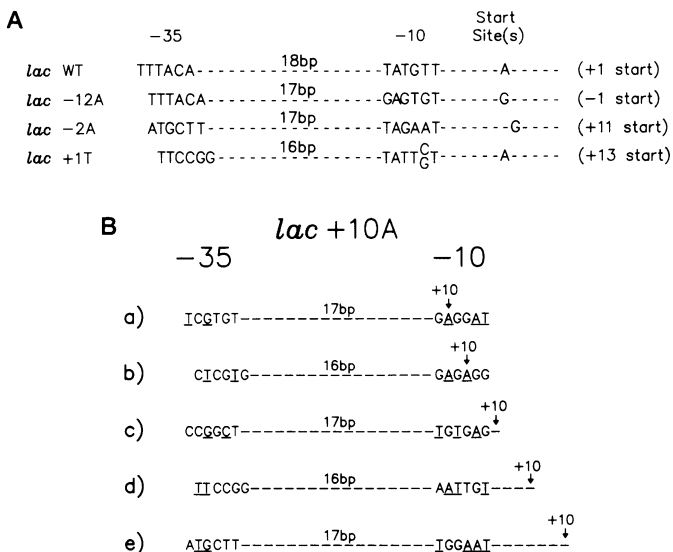 A
-35 -10 Start Site(s)
lac WT TTTACA------------18bp------------TATGTT------A----- (+1 start)
lac -12A TTTACA------------17bp------------GAGTGT------G----- (-1 start)
lac -2A ATGCTT------------17bp------------TAGAAT-------G---- (+11 start)
lac +1T TTCCGG------------16bp------------TATTC/GT------A----- (+13 start)
B lac +10A
-35 -10
+10
a) TCGTGT------------17bp------------GAGGAT
+10
b) CTCGTG------------16bp------------GAGAGG
+10
c) CCGGCT------------17bp------------TGTGAG-
+10
d) TTCCGG------------16bp------------AATTGT-----
+10
e) ATGCTT------------17bp------------TGGAAT---------